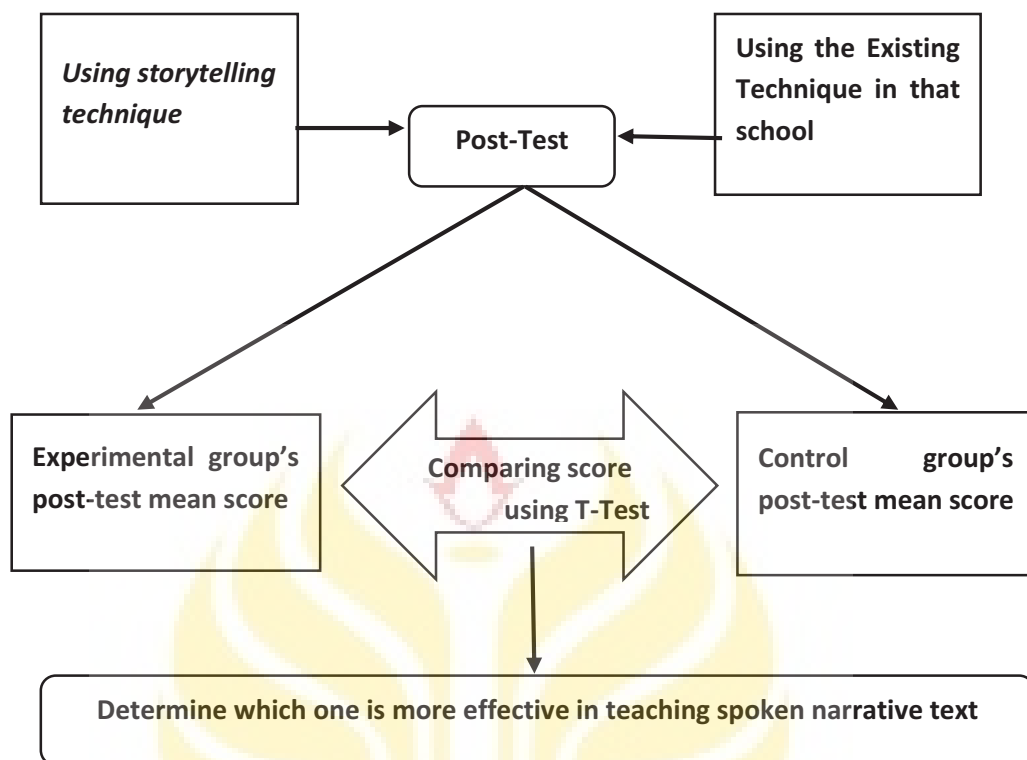 Using storytelling
technique
Using the Existing
Technique in that
school
Post-Test
Experimental group's
post-test mean score
Comparing score
using T-Test
Control group's
post-test mean score
Determine which one is more effective in teaching spoken narrative text